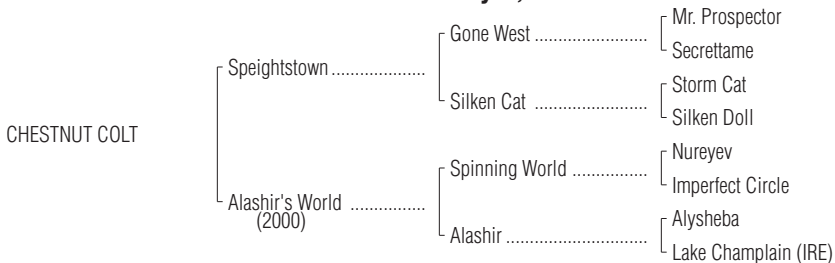 Mr. Prospector
Gone West ........................
Secrettame
Speightstown ....................
Storm Cat
Silken Cat ........................
Silken Doll
CHESTNUT COLT
Nureyev
Spinning World ................
Imperfect Circle
Alashir's World ................
(2000)
Alysheba
Alashir ..............................
Lake Champlain (IRE)